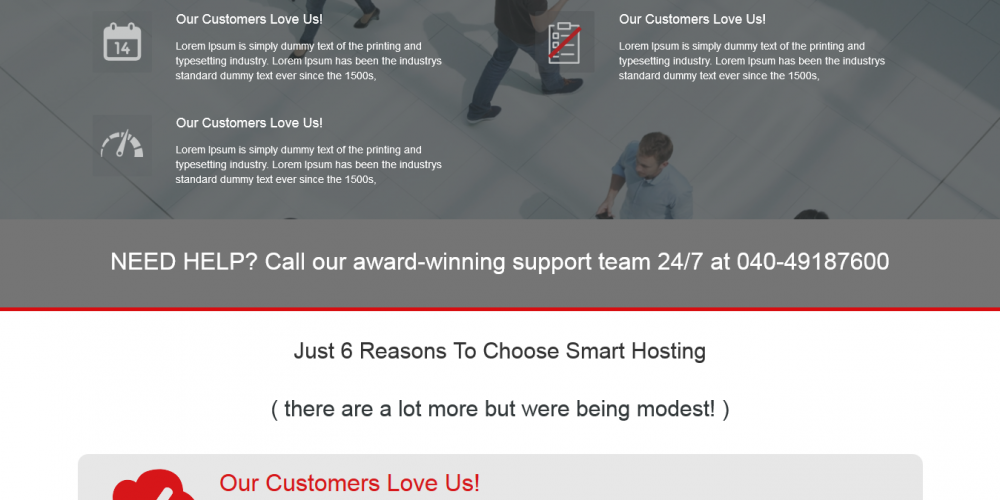 Our Customers Love Us!
14
Lorem Ipsum is simply dummy text of the printing and
typesetting industry. Lorem Ipsum has been the industrys
standard dummy text ever since the 1500s,
Our Customers Love Us!
Lorem Ipsum is simply dummy text of the printing and
typesetting industry. Lorem Ipsum has been the industrys
standard dummy text ever since the 1500s,
Our Customers Love Us!
Lorem Ipsum is simply dummy text of the printing and
typesetting industry. Lorem Ipsum has been the industrys
standard dummy text ever since the 1500s,
NEED HELP? Call our award-winning support team 24/7 at 040-49187600
Just 6 Reasons To Choose Smart Hosting
( there are a lot more but were being modest! )
Our Customers Love Us!